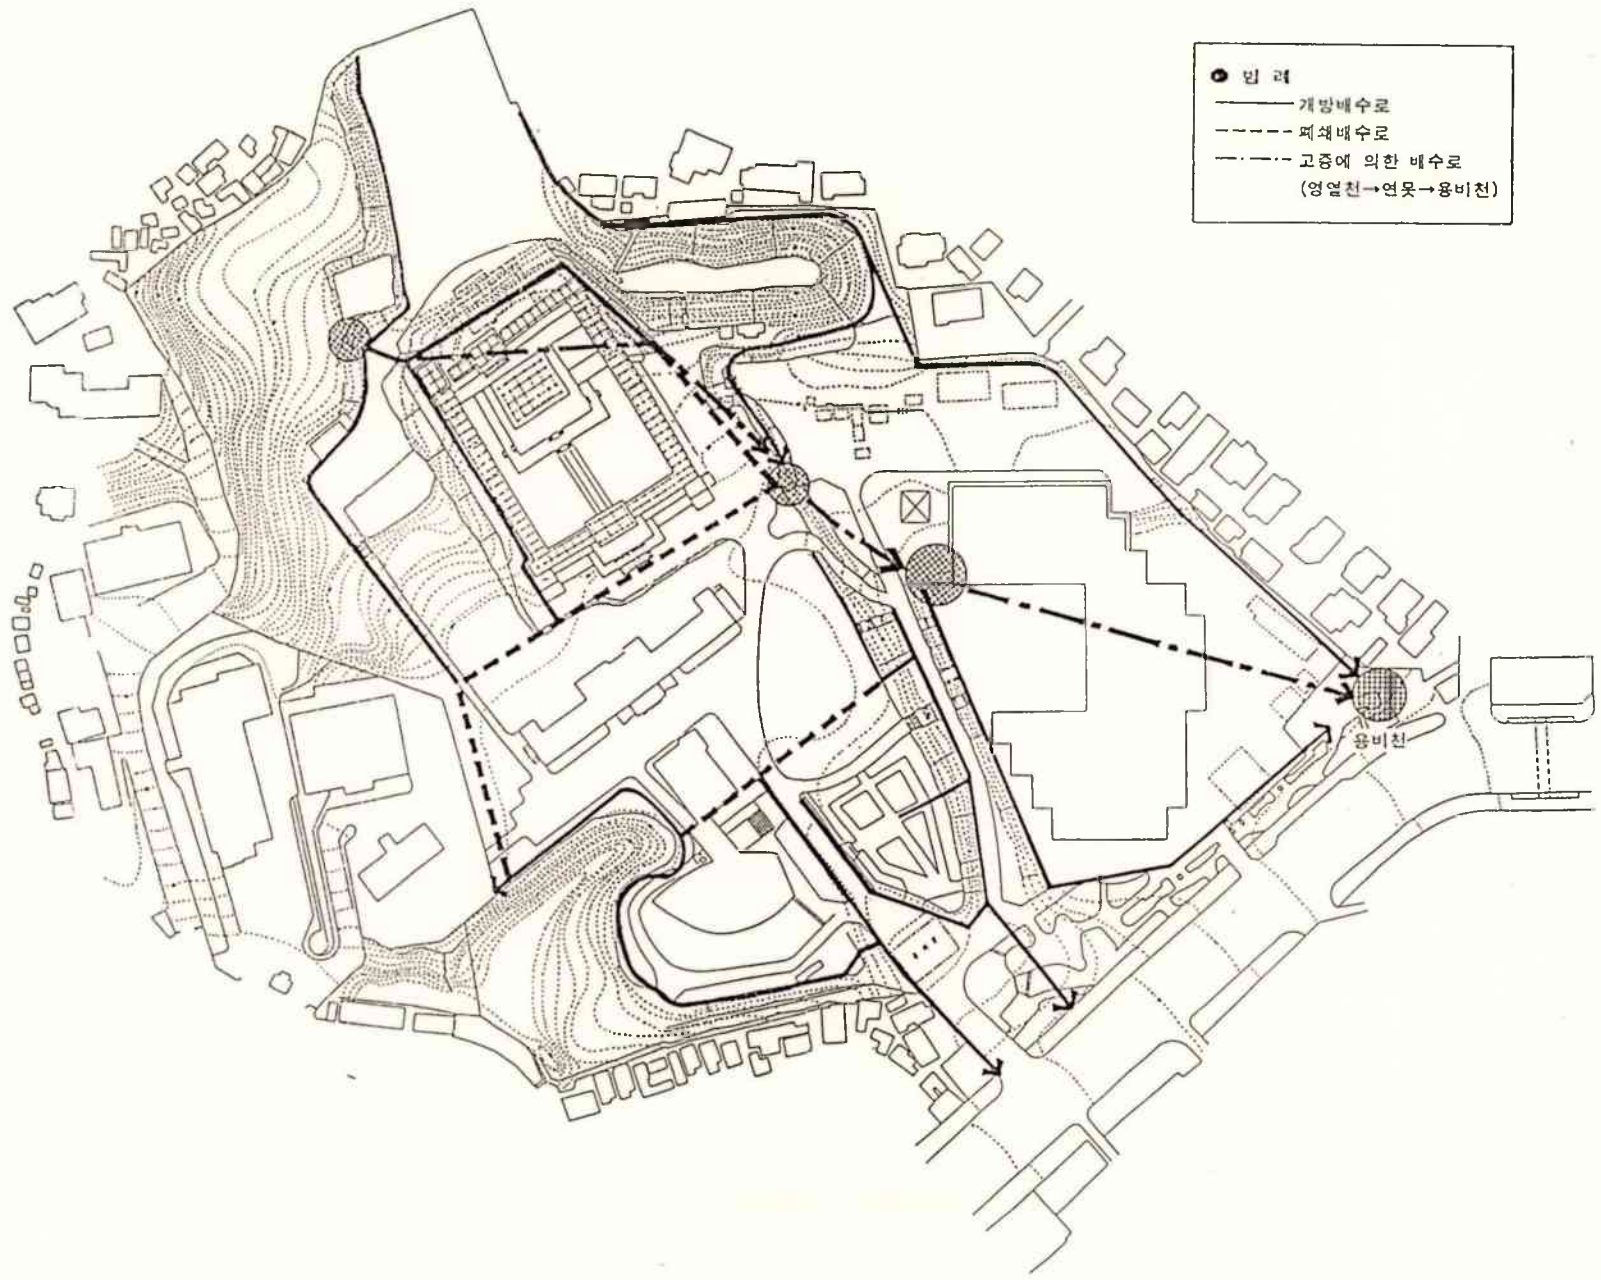 ● 범 례
개방배수로
폐쇄배수로
고증에 의한 배수로
(영열천→연못→용비천)
용비천